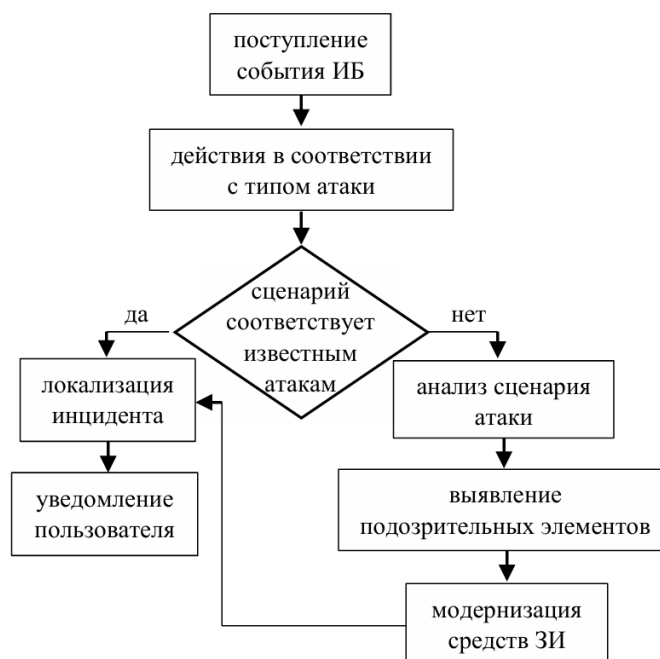 поступление
события ИБ
действия в соответствии
с типом атаки
сценарий
соответствует
известным
атакам
да
нет
локализация
инцидента
анализ сценария
атаки
уведомление
пользователя
выявление
подозрительных элементов
модернизация
средств ЗИ